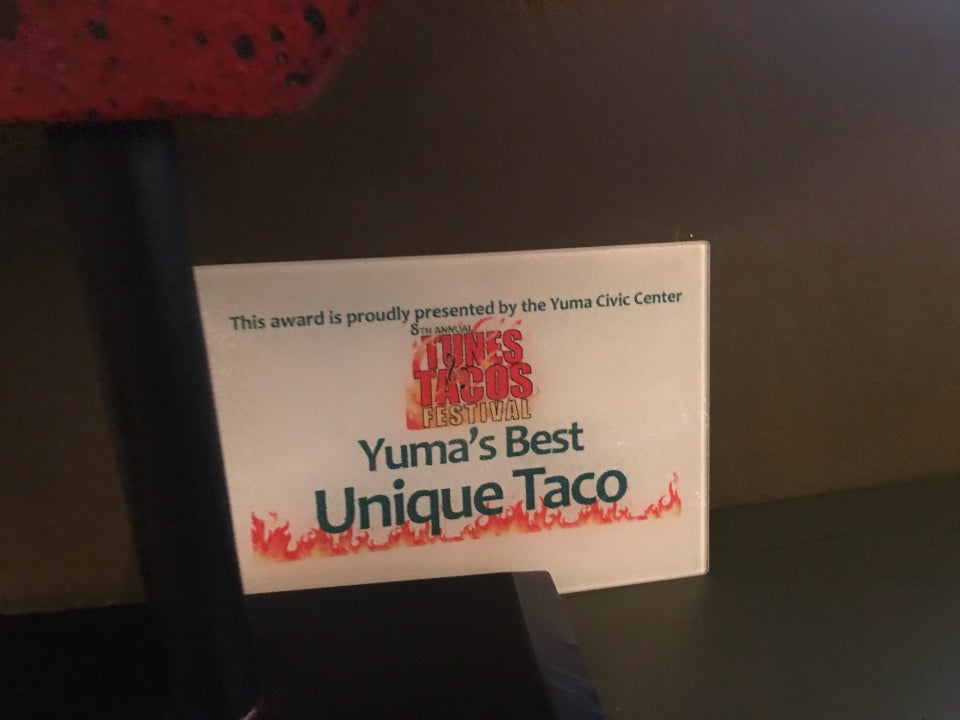 This award is proudly presented by the Yuma Civic Center
8TH ANNUAL
TUNES
& TACOS
FESTIVAL
Yuma's Best
Unique Taco